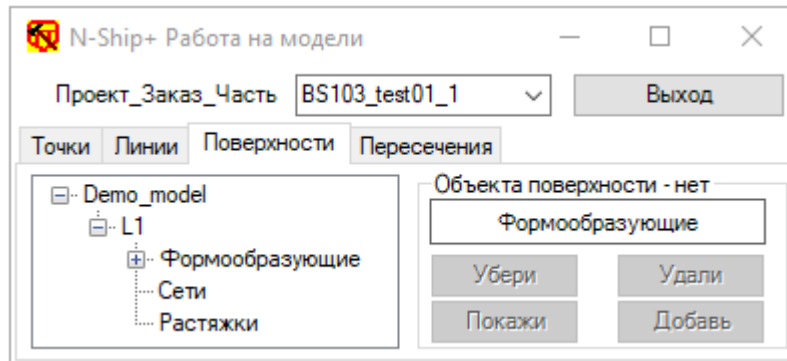 N-Ship+ Работа на модели
Проект_Заказ_Часть BS103_test01_1 Выход
Точки Линии Поверхности Пересечения
Demo_model
L1
Формообразующие
Сети
Растяжки
Объекта поверхности - нет
Формообразующие
Убери Удали
Покажи Добавь